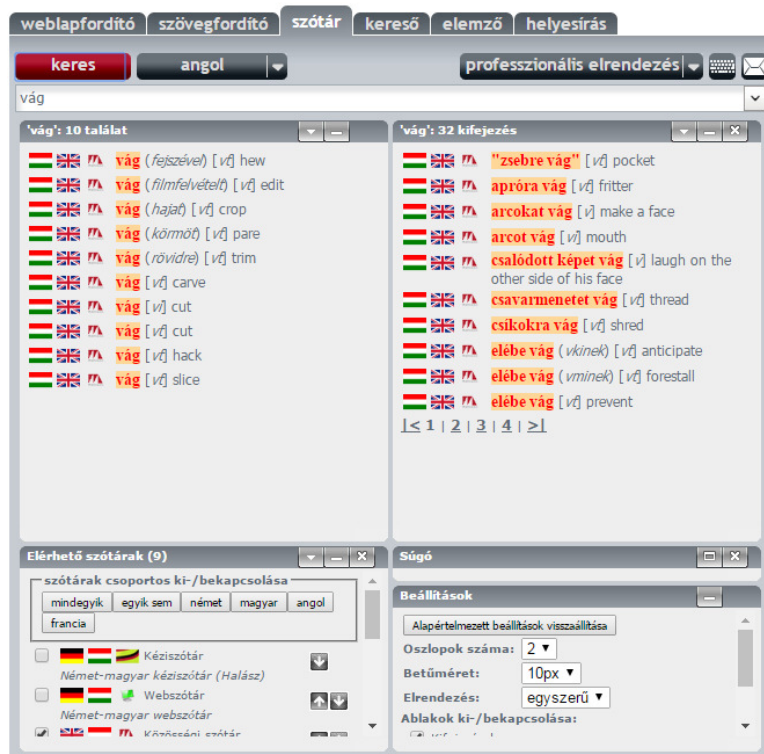 weblapfordító szövegfordító szótár kereső elemző helyesírás
keres angol professzionális elrendezés
vág
'vág': 10 találat
vág (fejszével) [vt] hew
vág (filmfelvételt) [vt] edit
vág (hajat) [vt] crop
vág (körmöt) [vt] pare
vág (rövidre) [vt] trim
vág [vt] carve
vág [vi] cut
vág [vt] cut
vág [vt] hack
vág [vt] slice
'vág': 32 kifejezés
"zsebre vág" [vt] pocket
apróra vág [vt] fritter
arcokat vág [v] make a face
arcot vág [vi] mouth
csalódott képet vág [v] laugh on the
other side of his face
csavarmenetet vág [vt] thread
csíkokra vág [vt] shred
elébe vág (vkinek) [vt] anticipate
elébe vág (vminek) [vt] forestall
elébe vág [vt] prevent
|< 1 | 2 | 3 | 4 | >|
Elérhető szótárak (9)
szótárak csoportos ki-/bekapcsolása
mindegyik egyik sem német magyar angol
francia
Kéziszótár
Német-magyar kéziszótár (Halász)
Webszótár
Német-magyar webszótár
Közösségi szótár
Súgó
Beállítások
Alapértelmezett beállítások visszaállítása
Oszlopok száma: 2
Betűméret: 10px
Elrendezés: egyszerű
Ablakok ki-/bekapcsolása: